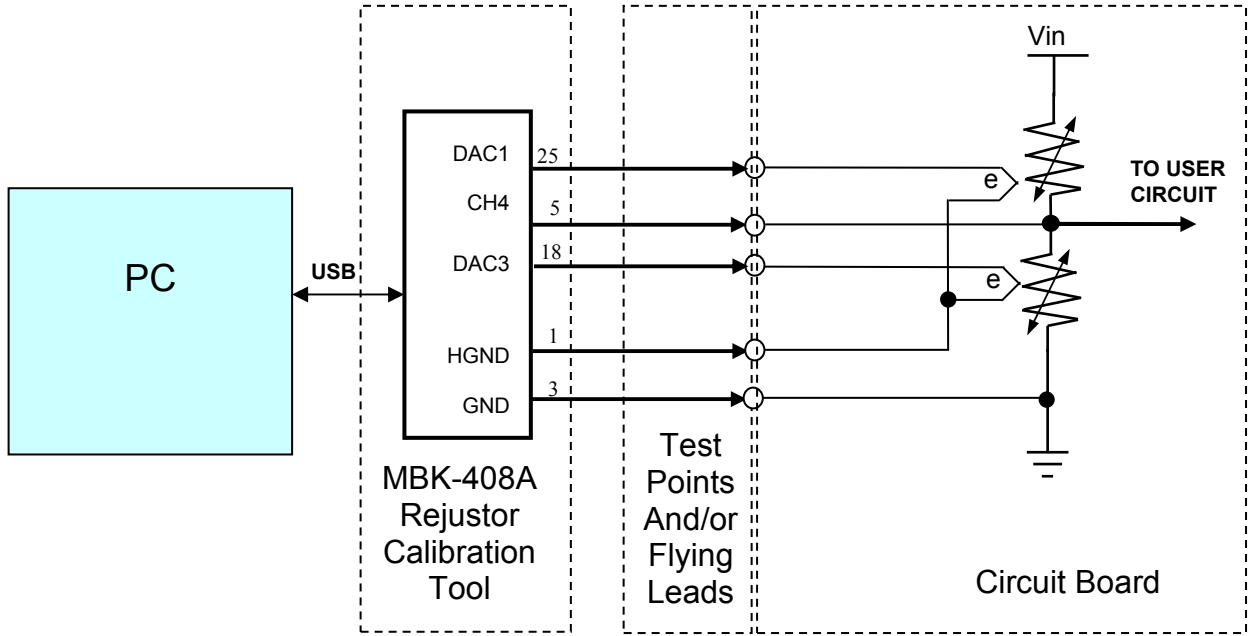 PC
USB
DAC1
CH4
DAC3
HGND
GND
25
5
18
1
3
MBK-408A
Rejustor
Calibration
Tool
Test
Points
And/or
Flying
Leads
Vin
e
e
TO USER
CIRCUIT
Circuit Board